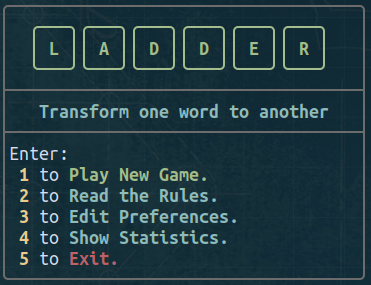 L A D D E R
Transform one word to another
Enter:
1 to Play New Game.
2 to Read the Rules.
3 to Edit Preferences.
4 to Show Statistics.
5 to Exit.